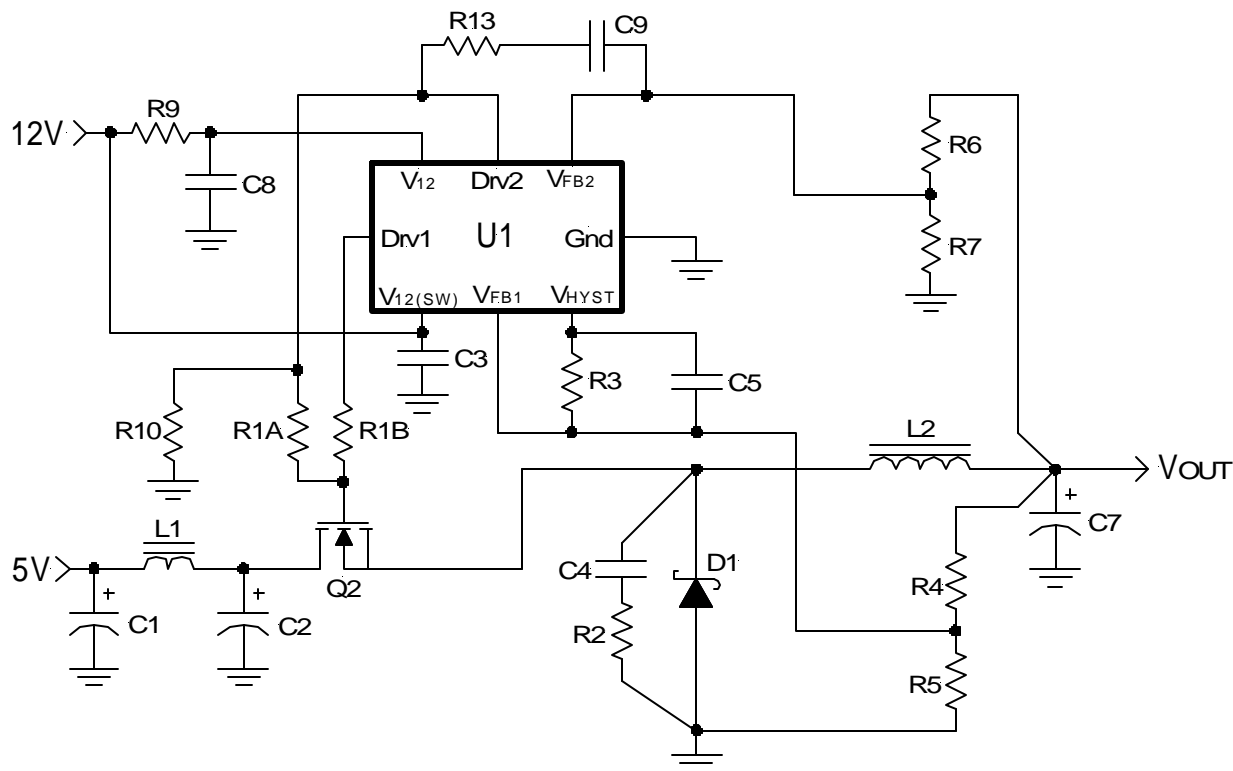 R13
C9
R9
12V
C8
R6
R7
V12
Drv2
VFB2
Drv1
U1
Gnd
V12(SW)
VFB1
VHYST
C3
R3
C5
R10
R1A
R1B
L2
VOUT
+
C7
L1
5V
Q2
+
C1
+
C2
C4
D1
R2
R4
R5